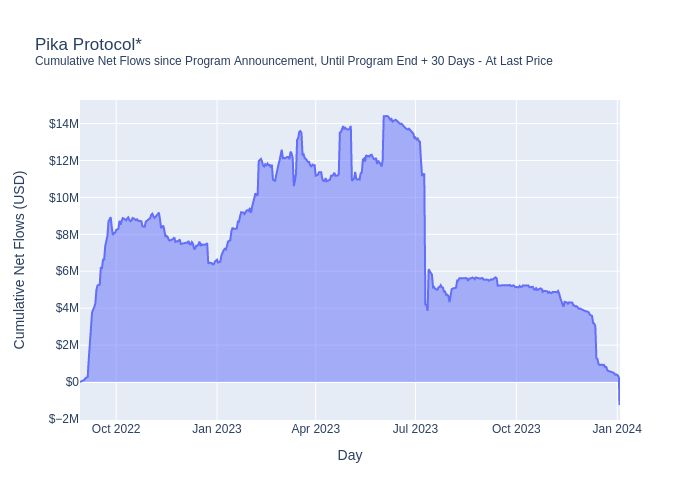 Pika Protocol*
Cumulative Net Flows since Program Announcement, Until Program End + 30 Days - At Last Price
Cumulative Net Flows (USD)
$14M
$12M
$10M
$8M
$6M
$4M
$2M
$0
$−2M
Oct 2022
Jan 2023
Apr 2023
Jul 2023
Oct 2023
Jan 2024
Day